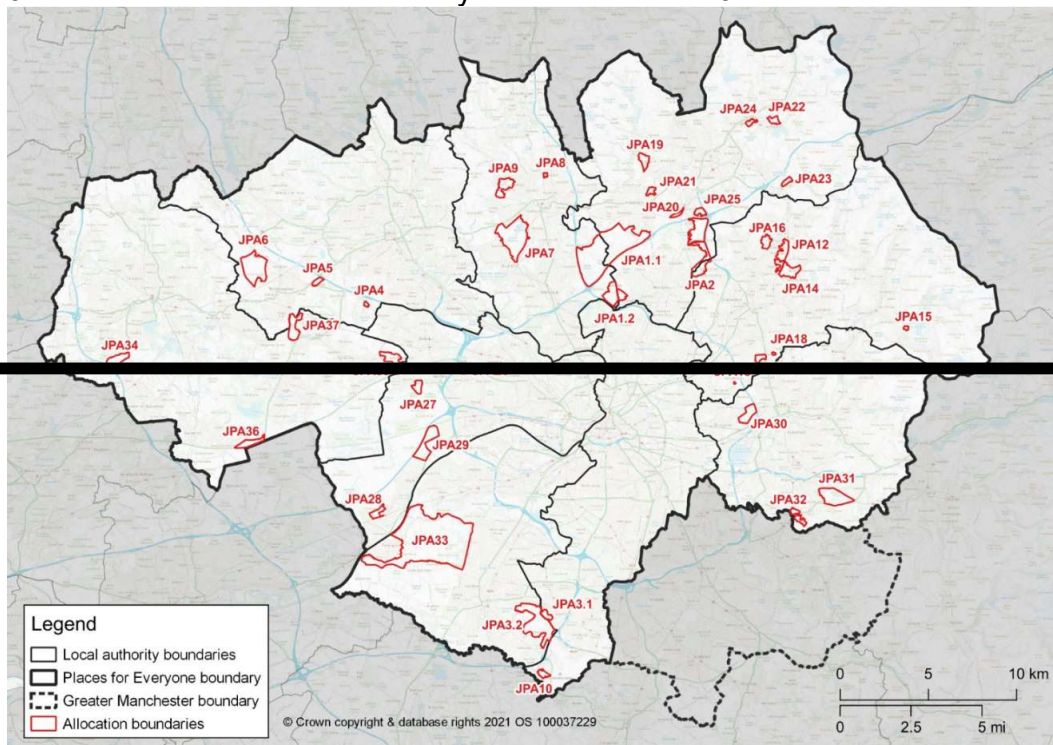 JPA24
JPA22
JPA19
JPA9
JPA8
JPA21
JPA23
JPA25
JPA20
JPA16
JPA12
JPA6
JPA7
JPA1.1
JPA5
JPA2
JPA14
JPA4
JPA1.2
JPA37
JPA15
JPA34
JPA18
JPA27
JPA36
JPA29
JPA30
JPA31
JPA28
JPA32
JPA33
JPA3.1
JPA3.2
JPA10
Legend
Local authority boundaries
Places for Everyone boundary
Greater Manchester boundary
Allocation boundaries
© Crown copyright & database rights 2021 OS 100037229
0 5 10 km
0 2.5 5 mi